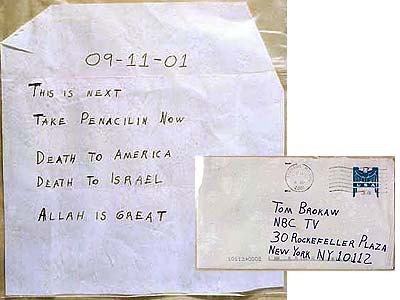 09-11-01
THIS IS NEXT
TAKE PENACILIN NOW
DEATH TO AMERICA
DEATH TO ISRAEL
ALLAH IS GREAT
TOM BROKAW
NBC TV
30 ROCKEFELLER PLAZA
NEW YORK NY 10112